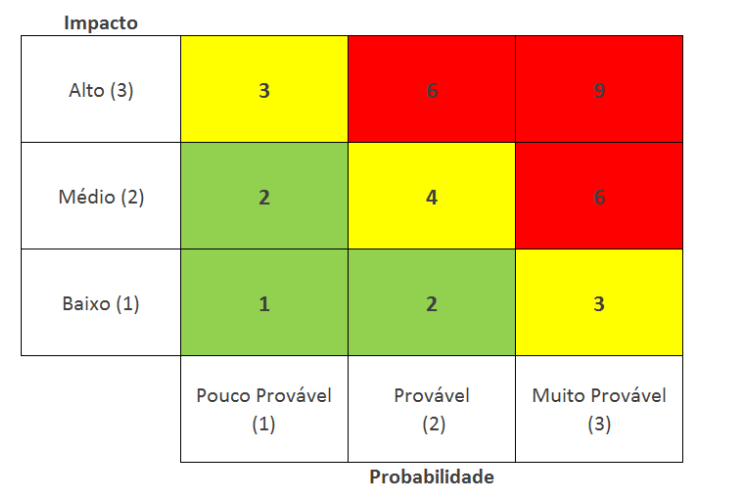 Impacto
Alto (3) 3 6 9
Médio (2) 2 4 6
Baixo (1) 1 2 3
Pouco Provável Provável Muito Provável
(1) (2) (3)
Probabilidade